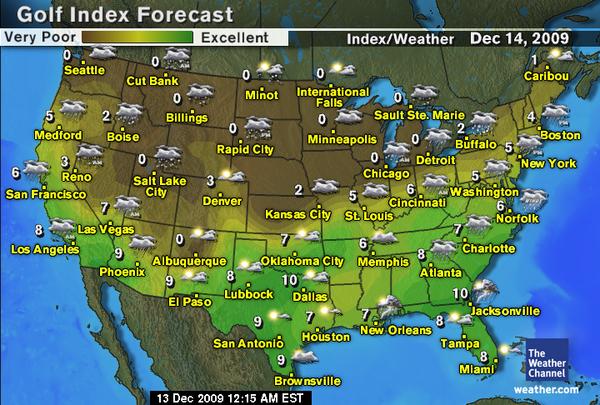 Golf Index Forecast
Very Poor Excellent Index/Weather Dec 14, 2009
0 Seattle
0 Cut Bank
0 Minot
0 International Falls
1 Caribou
0 Billings
0 Sault Ste. Marie
5 Medford
2 Boise
0 Rapid City
0 Minneapolis
2 Buffalo
4 Boston
3 Reno
0 Salt Lake City
0 Chicago
0 Detroit
5 New York
6 San Francisco
3 Denver
2 Kansas City
5 St. Louis
6 Cincinnati
5 Washington
6 Norfolk
Wind
8 Los Angeles
7 Las Vegas
AM
AM
AM
AM
0 Albuquerque
7 Oklahoma City
6 Memphis
7 Charlotte
9 Phoenix
9 El Paso
8 Lubbock
10 Dallas
8 Atlanta
10 Jacksonville
9 San Antonio
7 Houston
7 New Orleans
8 Tampa
9 Brownsville
8 Miami
The
Weather
Channel
weather.com
13 Dec 2009 12:15 AM EST